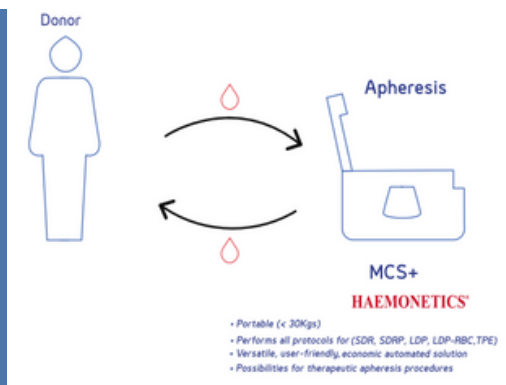 Donor
Apheresis
MCS+
HAEMONETICS®
• Portable (< 30Kgs)
• Performs all protocols for (SDR, SDRP, LDP, LDP-RBC,TPE)
• Versatile, user-friendly, economic automated solution
• Possibilities for therapeutic apheresis procedures